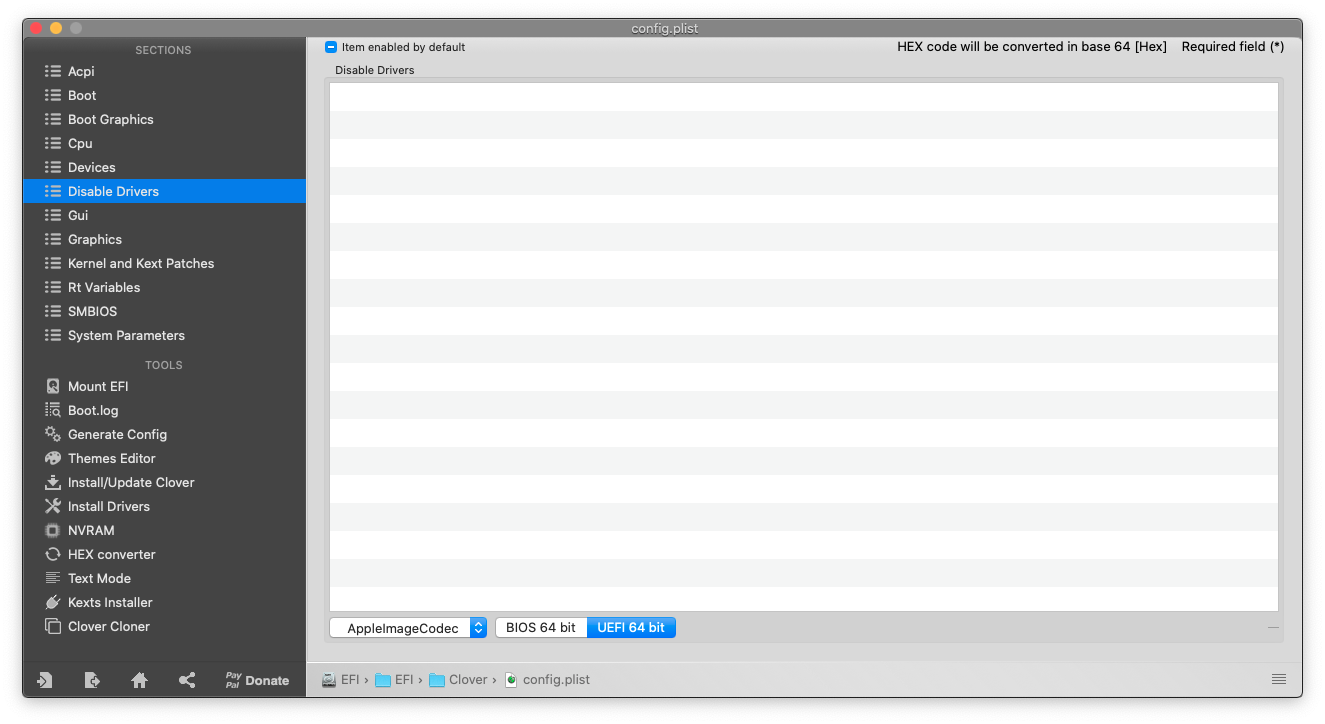 config.plist
SECTIONS
Acpi
Boot
Boot Graphics
Cpu
Devices
Disable Drivers
Gui
Graphics
Kernel and Kext Patches
Rt Variables
SMBIOS
System Parameters
TOOLS
Mount EFI
Boot.log
Generate Config
Themes Editor
Install/Update Clover
Install Drivers
NVRAM
HEX converter
Text Mode
Kexts Installer
Clover Cloner
Pay
Pal Donate
Item enabled by default
HEX code will be converted in base 64 [Hex] Required field (*)
Disable Drivers
AppleImageCodec BIOS 64 bit UEFI 64 bit
EFI › EFI › Clover › config.plist